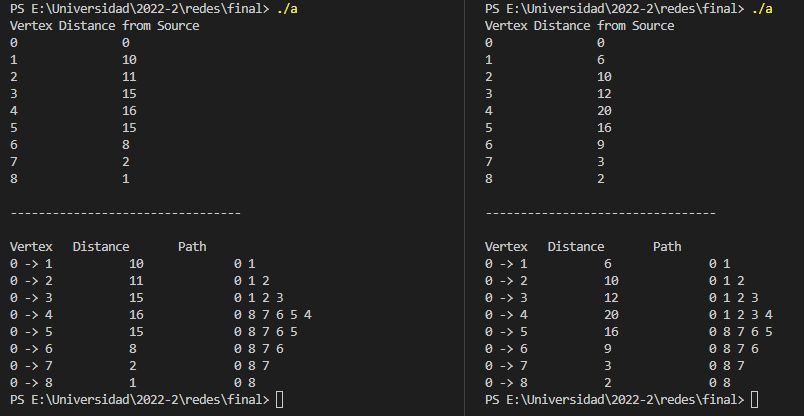 PS E:\Universidad\2022-2\redes\final> ./a
Vertex Distance from Source
0 0
1 10
2 11
3 15
4 16
5 15
6 8
7 2
8 1
---------------------------------
Vertex Distance Path
0 -> 1 10 0 1
0 -> 2 11 0 1 2
0 -> 3 15 0 1 2 3
0 -> 4 16 0 8 7 6 5 4
0 -> 5 15 0 8 7 6 5
0 -> 6 8 0 8 7 6
0 -> 7 2 0 8 7
0 -> 8 1 0 8
PS E:\Universidad\2022-2\redes\final>
PS E:\Universidad\2022-2\redes\final> ./a
Vertex Distance from Source
0 0
1 6
2 10
3 12
4 20
5 16
6 9
7 3
8 2
---------------------------------
Vertex Distance Path
0 -> 1 6 0 1
0 -> 2 10 0 1 2
0 -> 3 12 0 1 2 3
0 -> 4 20 0 1 2 3 4
0 -> 5 16 0 8 7 6 5
0 -> 6 9 0 8 7 6
0 -> 7 3 0 8 7
0 -> 8 2 0 8
PS E:\Universidad\2022-2\redes\final>